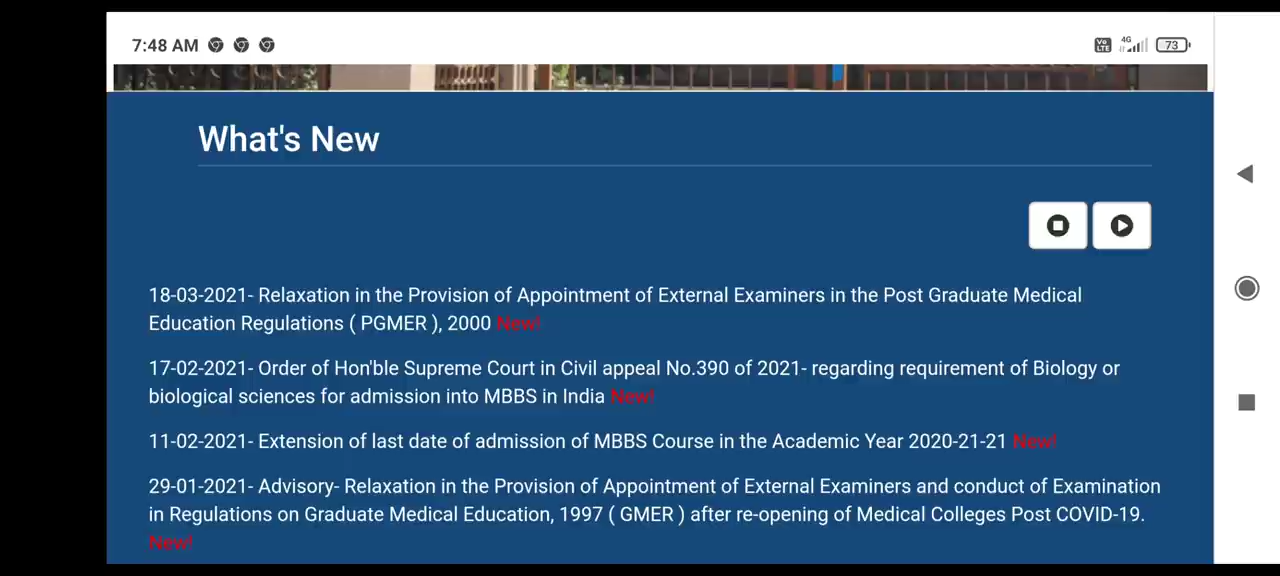 7:48 AM
Vo LTE 4G 73
What's New
18-03-2021- Relaxation in the Provision of Appointment of External Examiners in the Post Graduate Medical
Education Regulations ( PGMER ), 2000 New!
17-02-2021- Order of Hon'ble Supreme Court in Civil appeal No.390 of 2021- regarding requirement of Biology or
biological sciences for admission into MBBS in India New!
11-02-2021- Extension of last date of admission of MBBS Course in the Academic Year 2020-21-21 New!
29-01-2021- Advisory- Relaxation in the Provision of Appointment of External Examiners and conduct of Examination
in Regulations on Graduate Medical Education, 1997 ( GMER ) after re-opening of Medical Colleges Post COVID-19.
New!